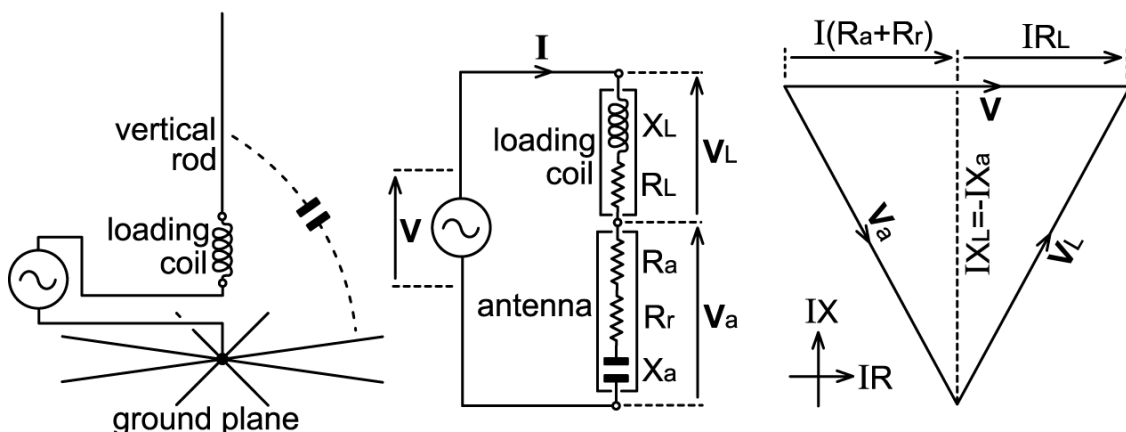 vertical
rod
loading
coil
ground plane
I
V
loading
coil
XL
RL
VL
antenna
Ra
Rr
Xa
Va
I(Ra+Rr)
IRL
V
IXL=-IXa
Va
VL
IX
IR